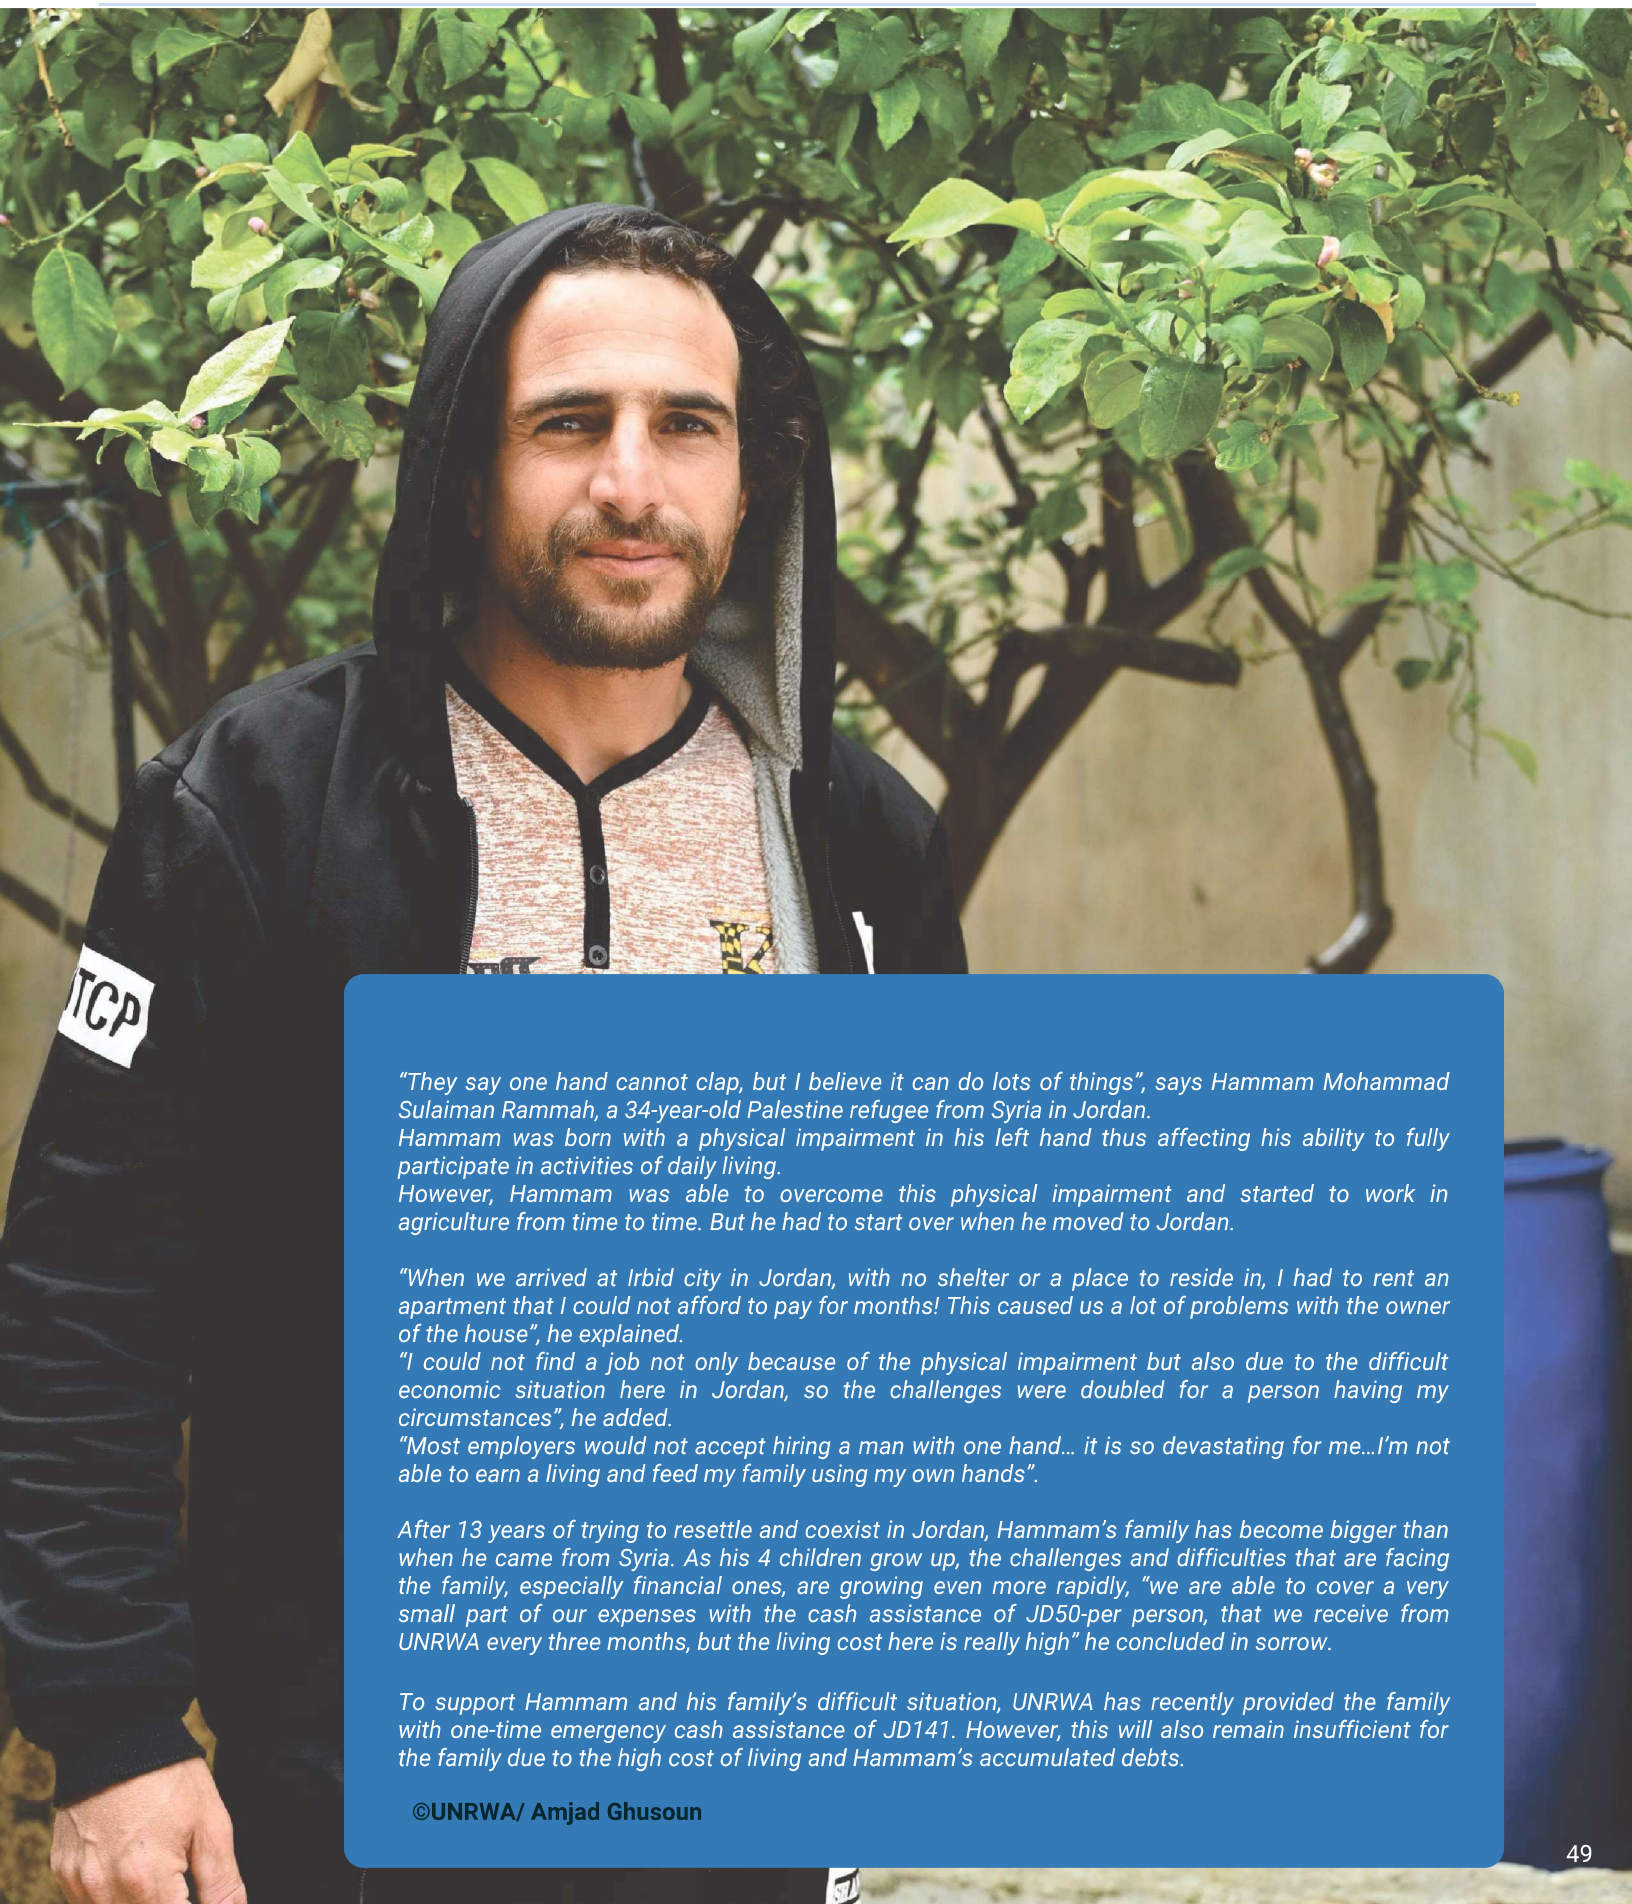 TCP
K
“They say one hand cannot clap, but I believe it can do lots of things”, says Hammam Mohammad
Sulaiman Rammah, a 34-year-old Palestine refugee from Syria in Jordan.
Hammam was born with a physical impairment in his left hand thus affecting his ability to fully
participate in activities of daily living.
However, Hammam was able to overcome this physical impairment and started to work in
agriculture from time to time. But he had to start over when he moved to Jordan.
“When we arrived at Irbid city in Jordan, with no shelter or a place to reside in, I had to rent an
apartment that I could not afford to pay for months! This caused us a lot of problems with the owner
of the house”, he explained.
“I could not find a job not only because of the physical impairment but also due to the difficult
economic situation here in Jordan, so the challenges were doubled for a person having my
circumstances”, he added.
“Most employers would not accept hiring a man with one hand… it is so devastating for me…I’m not
able to earn a living and feed my family using my own hands”.
After 13 years of trying to resettle and coexist in Jordan, Hammam’s family has become bigger than
when he came from Syria. As his 4 children grow up, the challenges and difficulties that are facing
the family, especially financial ones, are growing even more rapidly, “we are able to cover a very
small part of our expenses with the cash assistance of JD50-per person, that we receive from
UNRWA every three months, but the living cost here is really high” he concluded in sorrow.
To support Hammam and his family’s difficult situation, UNRWA has recently provided the family
with one-time emergency cash assistance of JD141. However, this will also remain insufficient for
the family due to the high cost of living and Hammam’s accumulated debts.
©UNRWA/ Amjad Ghusoun
49